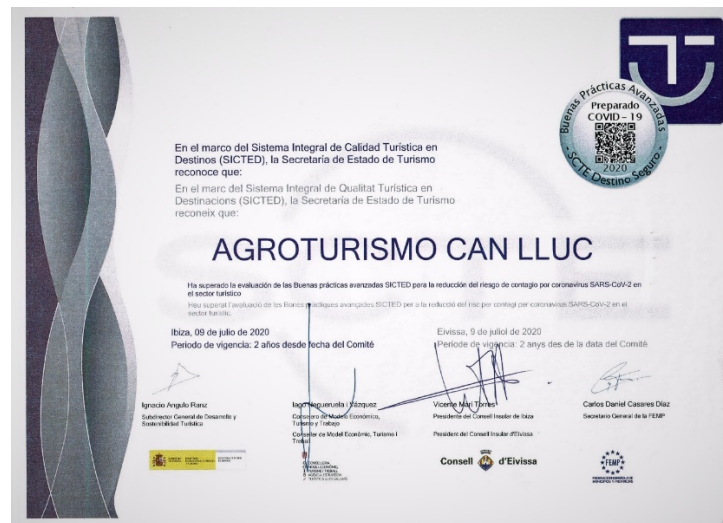 Buenas Prácticas Avanzadas
Preparado
COVID - 19
2020
SCTE Destino Seguro
En el marco del Sistema Integral de Calidad Turística en
Destinos (SICTED), la Secretaría de Estado de Turismo
reconoce que:
En el marc del Sistema Integral de Qualitat Turística en
Destinacions (SICTED), la Secretaría de Estado de Turismo
reconeix que:
AGROTURISMO CAN LLUC
Ha superado la evaluación de las Buenas prácticas avanzadas SICTED para la reducción del riesgo de contagio por coronavirus SARS-CoV-2 en
el sector turístico
Heu superat l'avaluació de les Bones pràctiques avançades SICTED per a la reducció del risc per contagi per coronavirus SARS-CoV-2 en el
sector turístic.
Ibiza, 09 de julio de 2020
Periodo de vigencia: 2 años desde fecha del Comité
Eivissa, 9 de juliol de 2020
Periode de vigència: 2 anys des de la data del Comitè
Ignacio Angulo Ranz
Subdirector General de Desarrollo y
Sostenibilidad Turística
Iago Negueruela i Vázquez
Consejero de Modelo Económico,
Turismo y Trabajo
Conseller de Model Econòmic, Turisme i
Treball
Vicente Marí Torres
Presidente del Consell Insular de Ibiza
President del Consell Insular d'Eivissa
Carlos Daniel Casares Díaz
Secretario General de la FEMP
Consell d'Eivissa
FEMP